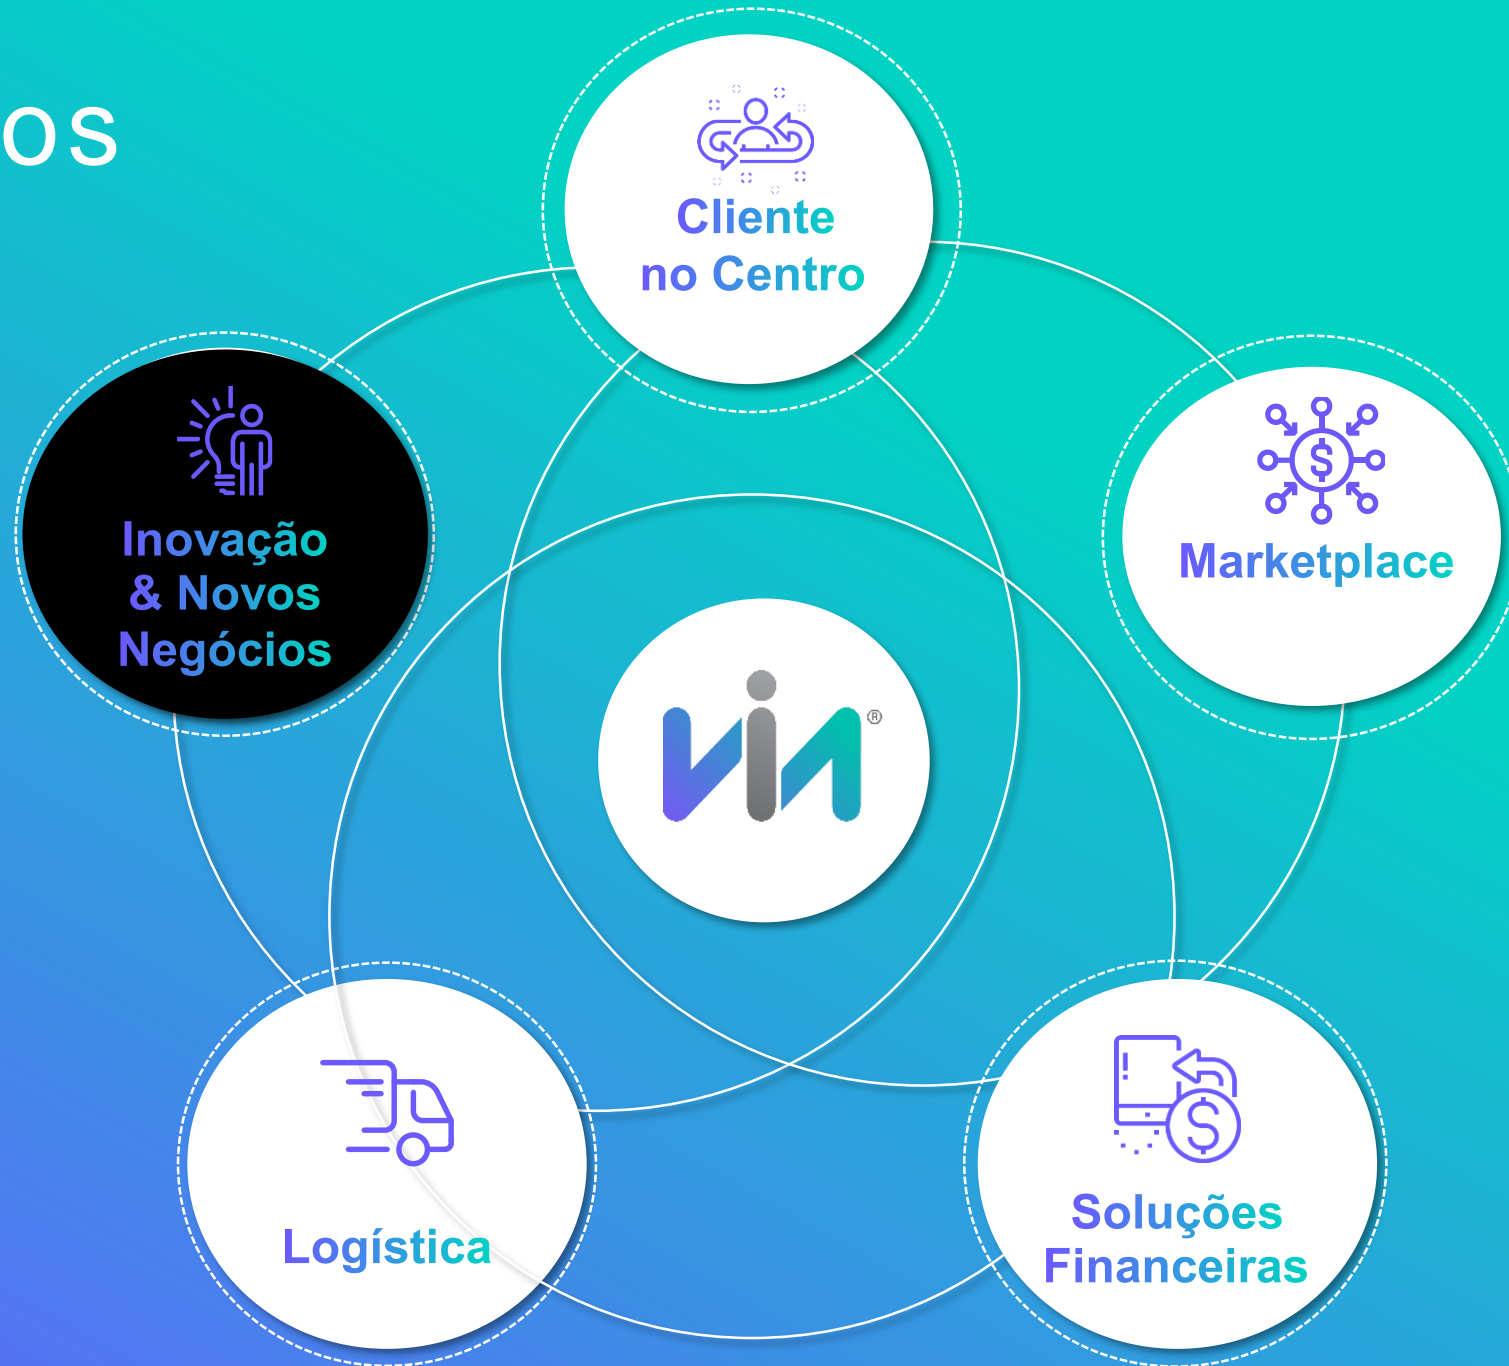 os
Cliente
no Centro
Inovação
& Novos
Negócios
Marketplace
via®
Logística
Soluções
Financeiras